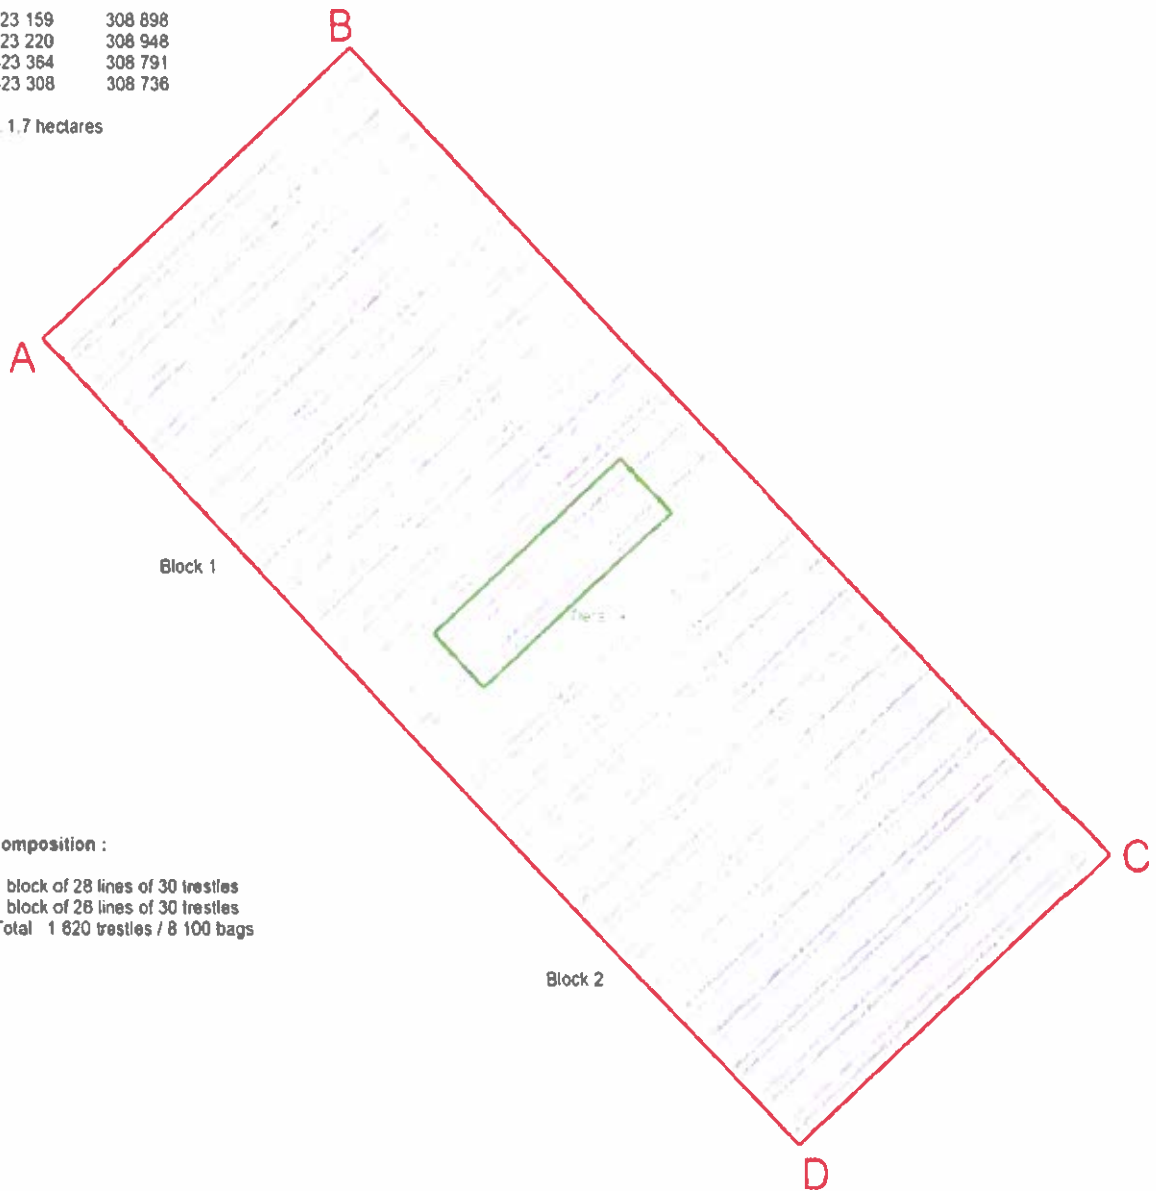 23 159 308 898
23 220 308 948
23 364 308 791
23 308 308 736
1,7 hectares
B
A
Block 1
omposition :
C
block of 28 lines of 30 trestles
block of 26 lines of 30 trestles
Total 1 620 trestles / 8 100 bags
Block 2
D